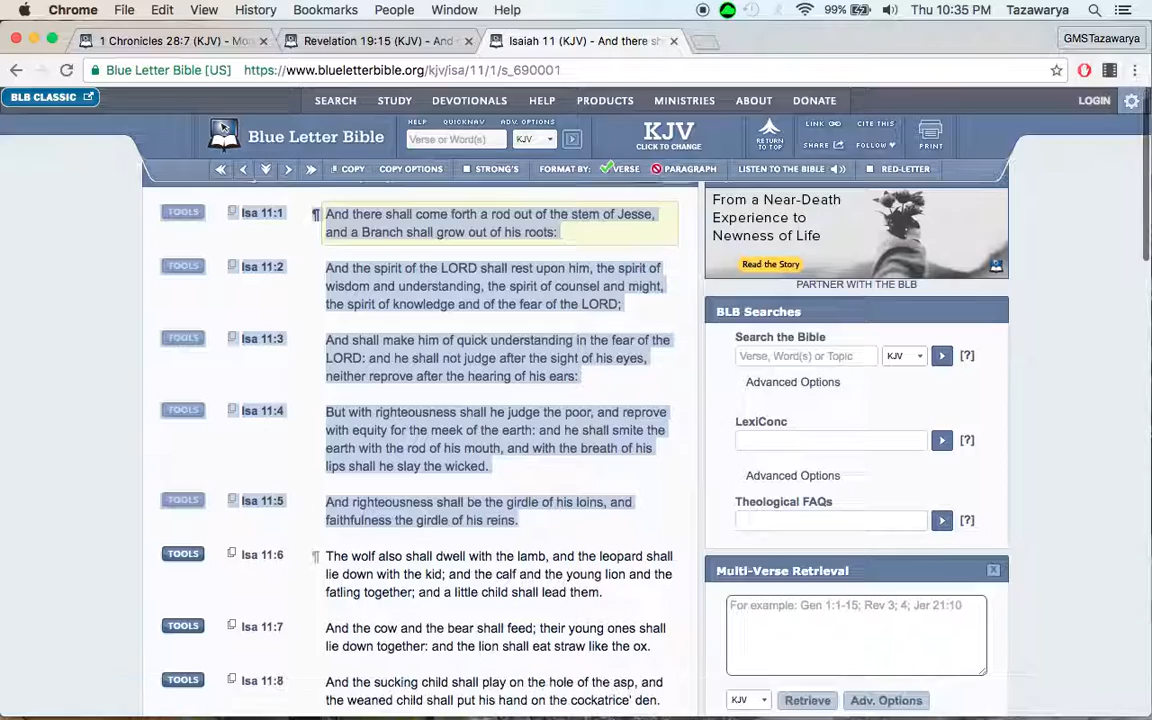 Chrome File Edit View History Bookmarks People Window Help 99% Thu 10:35 PM Tazawarya
1 Chronicles 28:7 (KJV) - Mo
Revelation 19:15 (KJV) - And
Isaiah 11 (KJV) - And there sh
GMSTazawarya
Blue Letter Bible [US] https://www.blueletterbible.org/kjv/isa/11/1/s_690001
BLB CLASSIC
SEARCH STUDY DEVOTIONALS HELP PRODUCTS MINISTRIES ABOUT DONATE LOGIN
Blue Letter Bible
HELP QUICKNAV ADV. OPTIONS
Verse or Word(s) KJV
KJV
CLICK TO CHANGE
RETURN TO TOP
LINK CITE THIS
SHARE FOLLOW
PRINT
COPY COPY OPTIONS STRONG'S FORMAT BY: VERSE PARAGRAPH LISTEN TO THE BIBLE RED-LETTER
TOOLS Isa 11:1 ¶ And there shall come forth a rod out of the stem of Jesse,
and a Branch shall grow out of his roots:
TOOLS Isa 11:2 And the spirit of the LORD shall rest upon him, the spirit of
wisdom and understanding, the spirit of counsel and might,
the spirit of knowledge and of the fear of the LORD;
TOOLS Isa 11:3 And shall make him of quick understanding in the fear of the
LORD: and he shall not judge after the sight of his eyes,
neither reprove after the hearing of his ears:
TOOLS Isa 11:4 But with righteousness shall he judge the poor, and reprove
with equity for the meek of the earth: and he shall smite the
earth with the rod of his mouth, and with the breath of his
lips shall he slay the wicked.
TOOLS Isa 11:5 And righteousness shall be the girdle of his loins, and
faithfulness the girdle of his reins.
TOOLS Isa 11:6 ¶ The wolf also shall dwell with the lamb, and the leopard shall
lie down with the kid; and the calf and the young lion and the
fatling together; and a little child shall lead them.
TOOLS Isa 11:7 And the cow and the bear shall feed; their young ones shall
lie down together: and the lion shall eat straw like the ox.
TOOLS Isa 11:8 And the sucking child shall play on the hole of the asp, and
the weaned child shall put his hand on the cockatrice' den.
From a Near-Death
Experience to
Newness of Life
Read the Story
PARTNER WITH THE BLB
BLB Searches
Search the Bible
Verse, Word(s) or Topic KJV [?]
Advanced Options
LexiConc
[?]
Advanced Options
Theological FAQs
[?]
Multi-Verse Retrieval x
For example: Gen 1:1-15; Rev 3; 4; Jer 21:10
KJV Retrieve Adv. Options